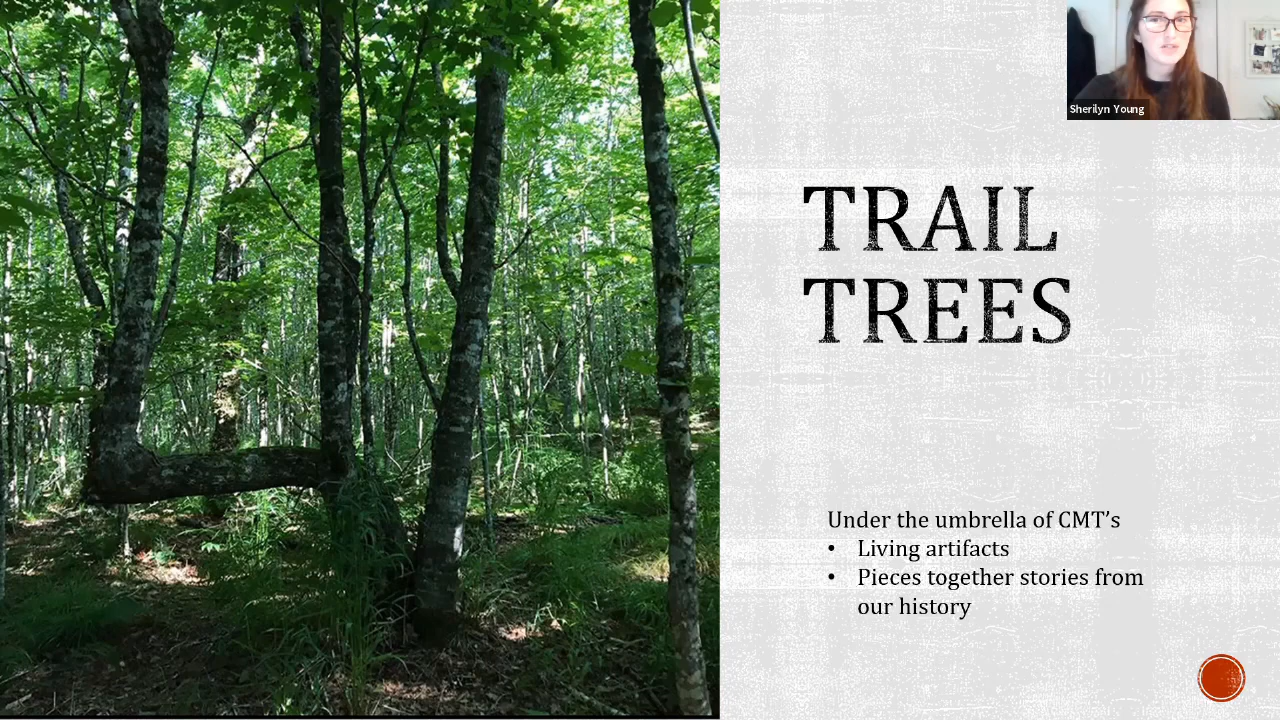 Sherilyn Young
TRAIL
TREES
Under the umbrella of CMT’s
• Living artifacts
• Pieces together stories from
our history